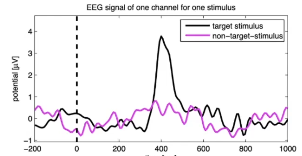 EEG signal of one channel for one stimulus
target stimulus
non-target-stimulus
potential [µV]
4
3
2
1
0
−1
−200 0 200 400 600 800 1000